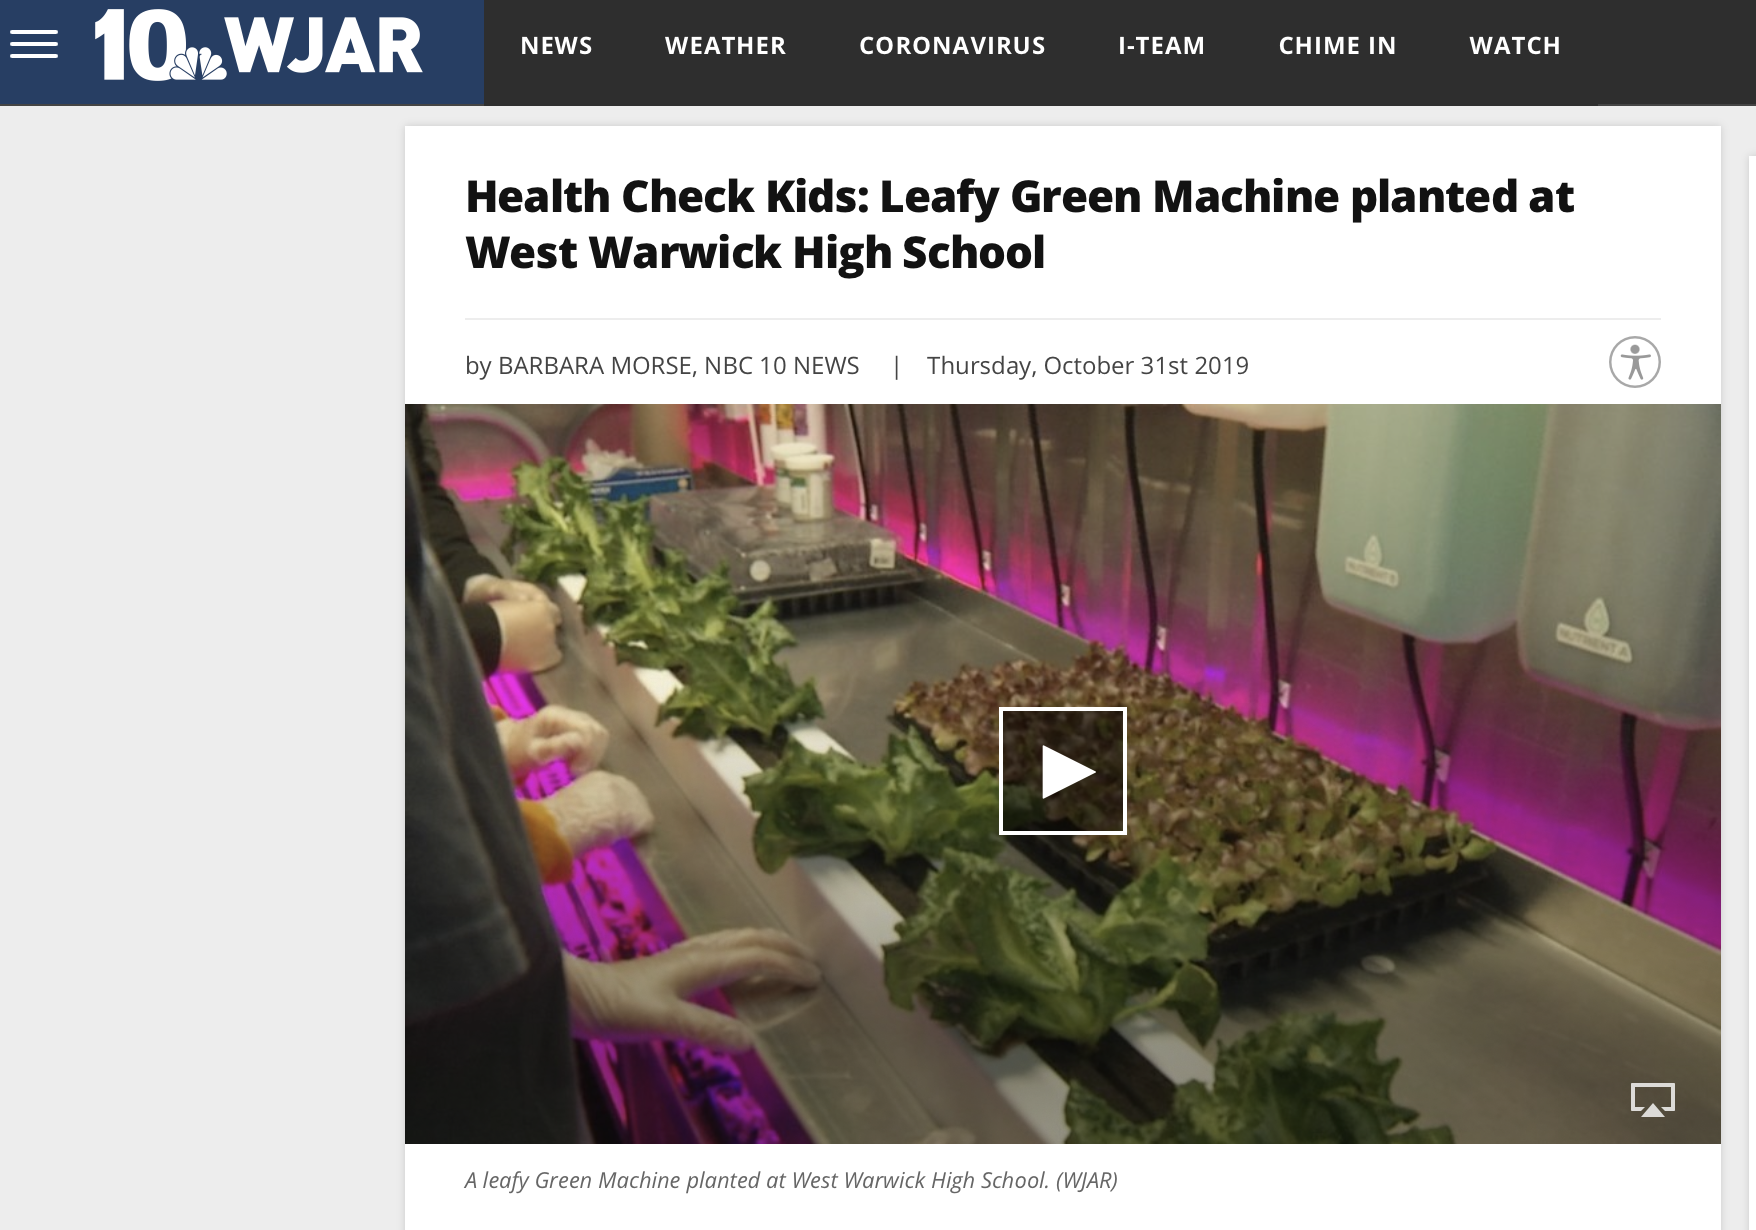 10 WJAR
NEWS WEATHER CORONAVIRUS I-TEAM CHIME IN WATCH
Health Check Kids: Leafy Green Machine planted at
West Warwick High School
by BARBARA MORSE, NBC 10 NEWS | Thursday, October 31st 2019
NUTRIENT B
NUTRIENT A
A leafy Green Machine planted at West Warwick High School. (WJAR)